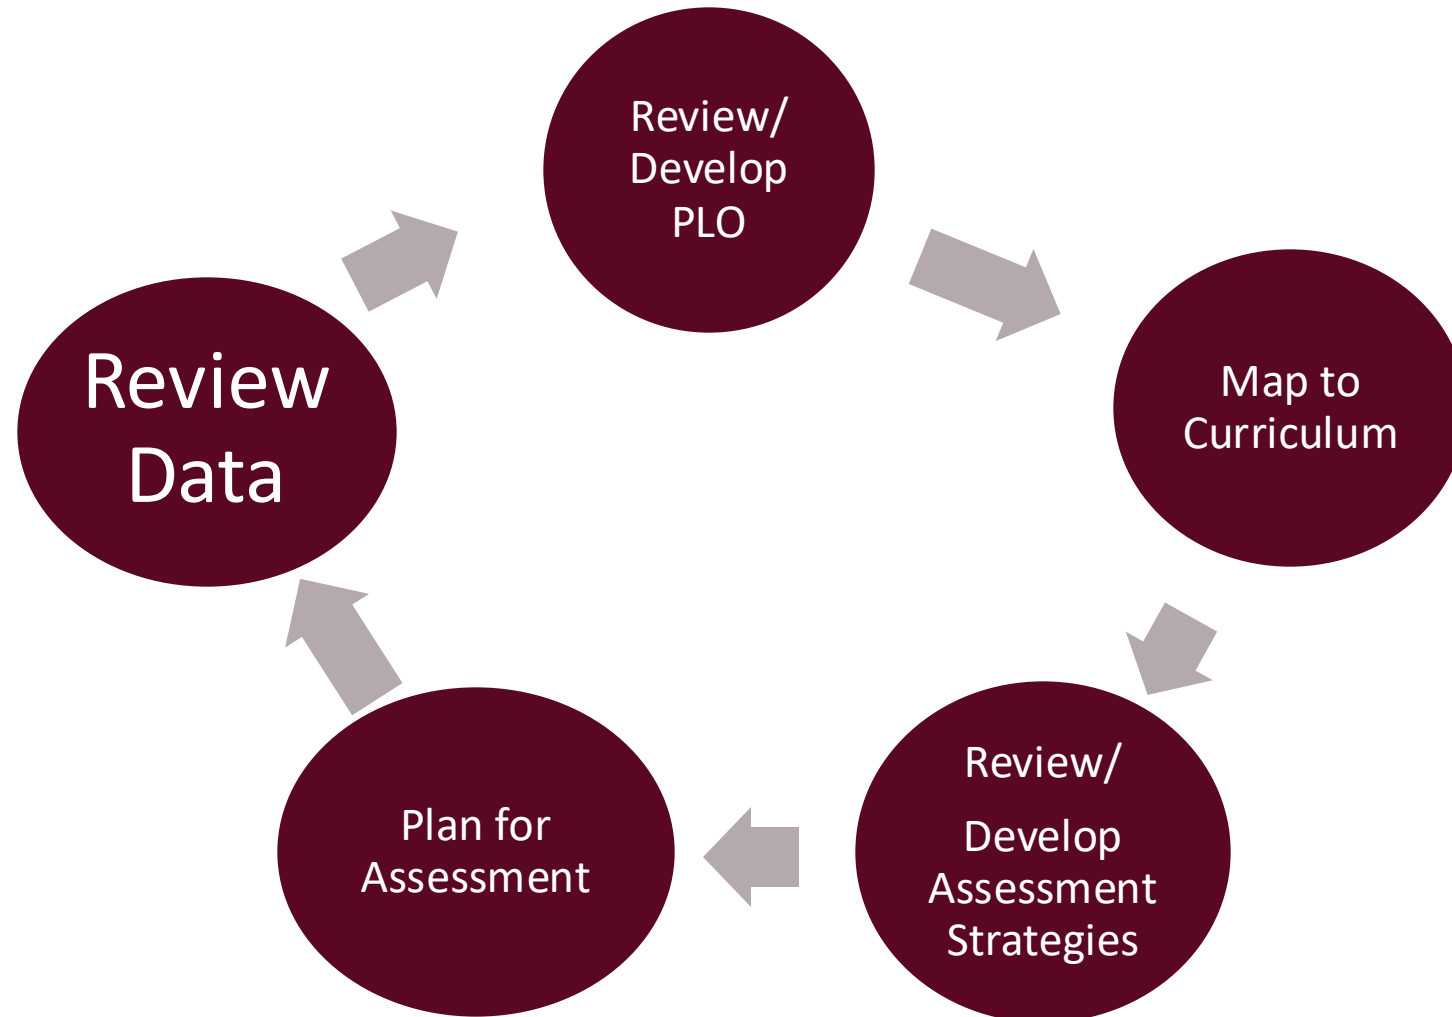 Review/
Develop
PLO
Map to
Curriculum
Review/
Develop
Assessment
Strategies
Plan for
Assessment
Review
Data